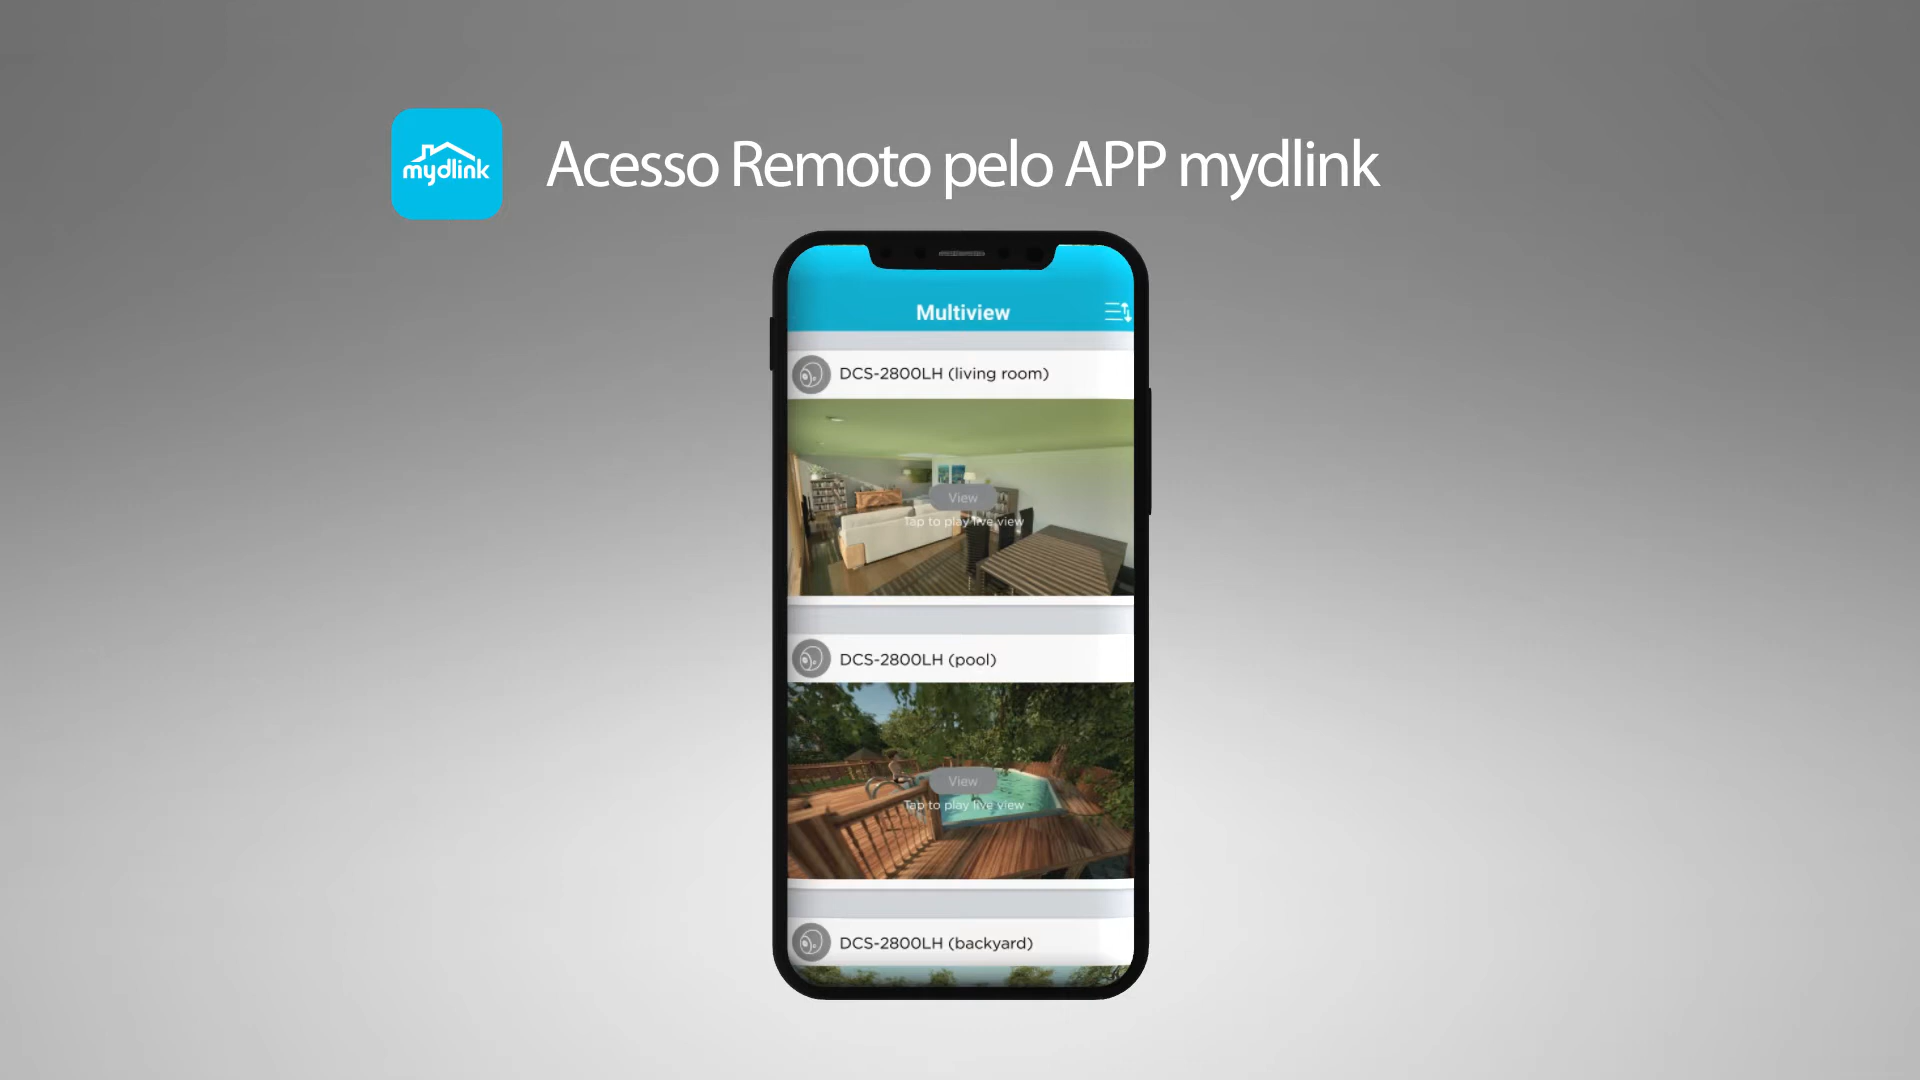 mydlink
Acesso Remoto pelo APP mydlink
Multiview
DCS-2800LH (living room)
View
Tap to play live view
DCS-2800LH (pool)
View
Tap to play live view
DCS-2800LH (backyard)